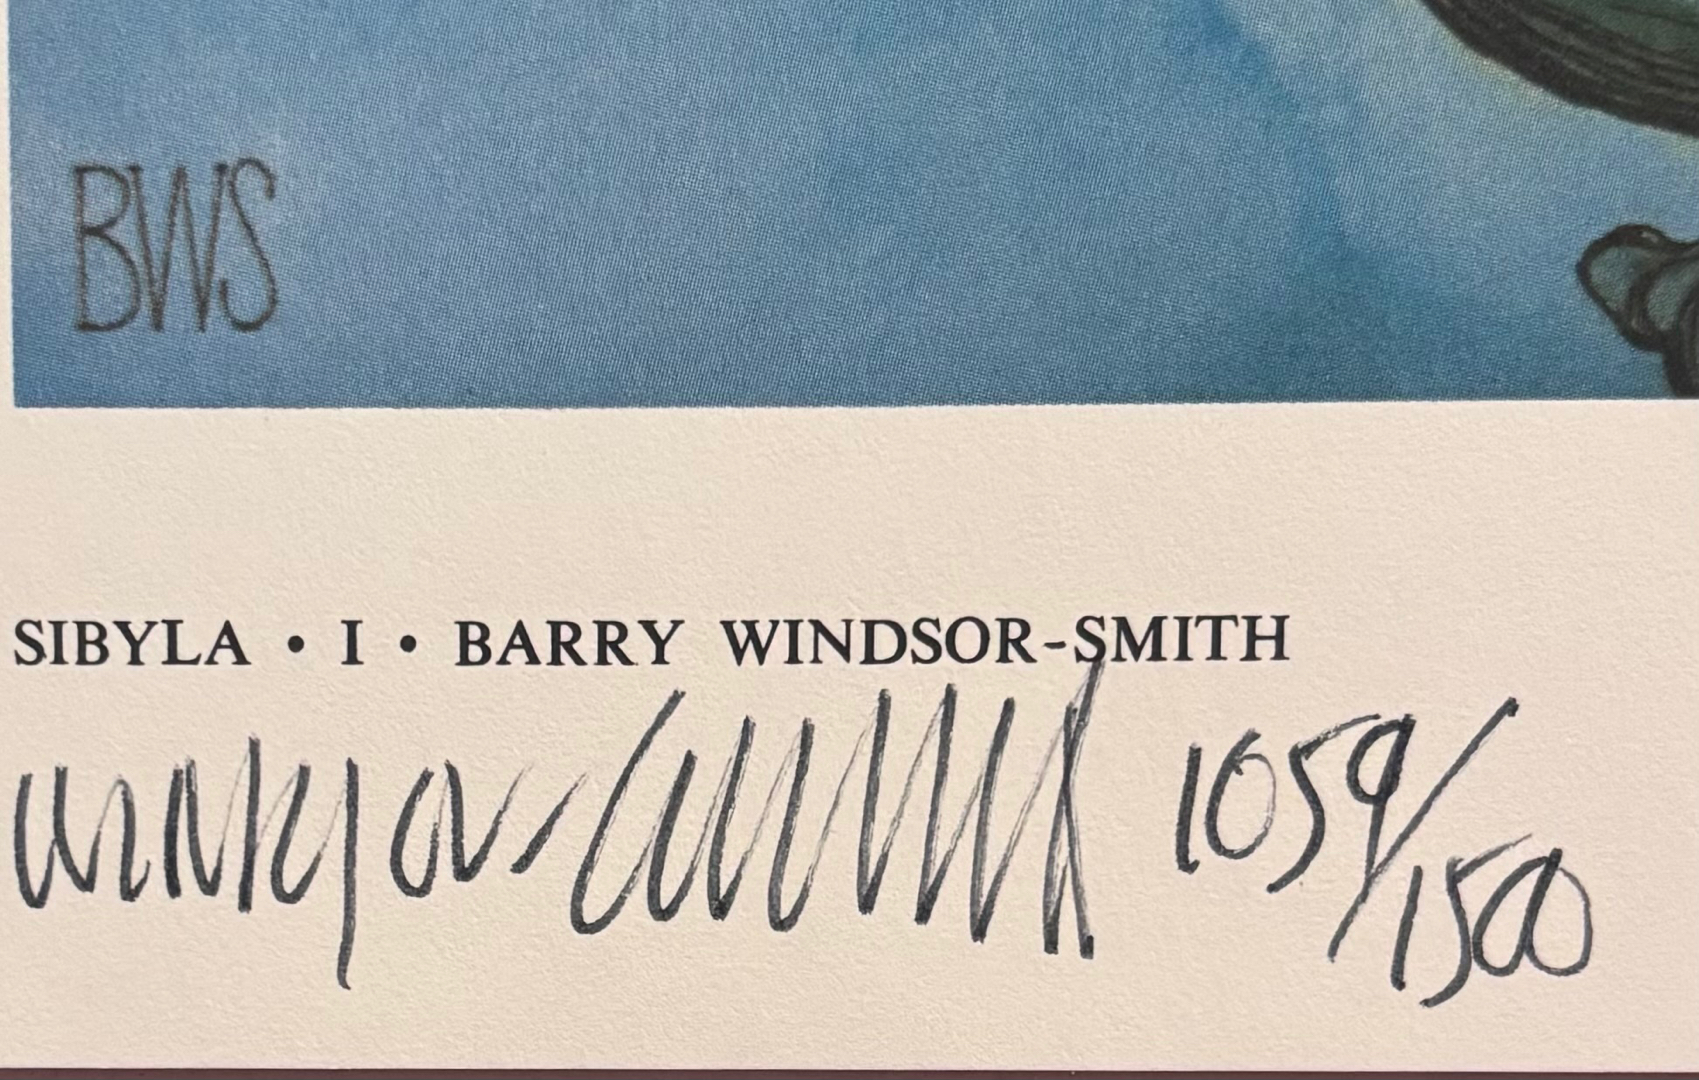 BWS
SIBYLA • I • BARRY WINDSOR-SMITH
1059/1500